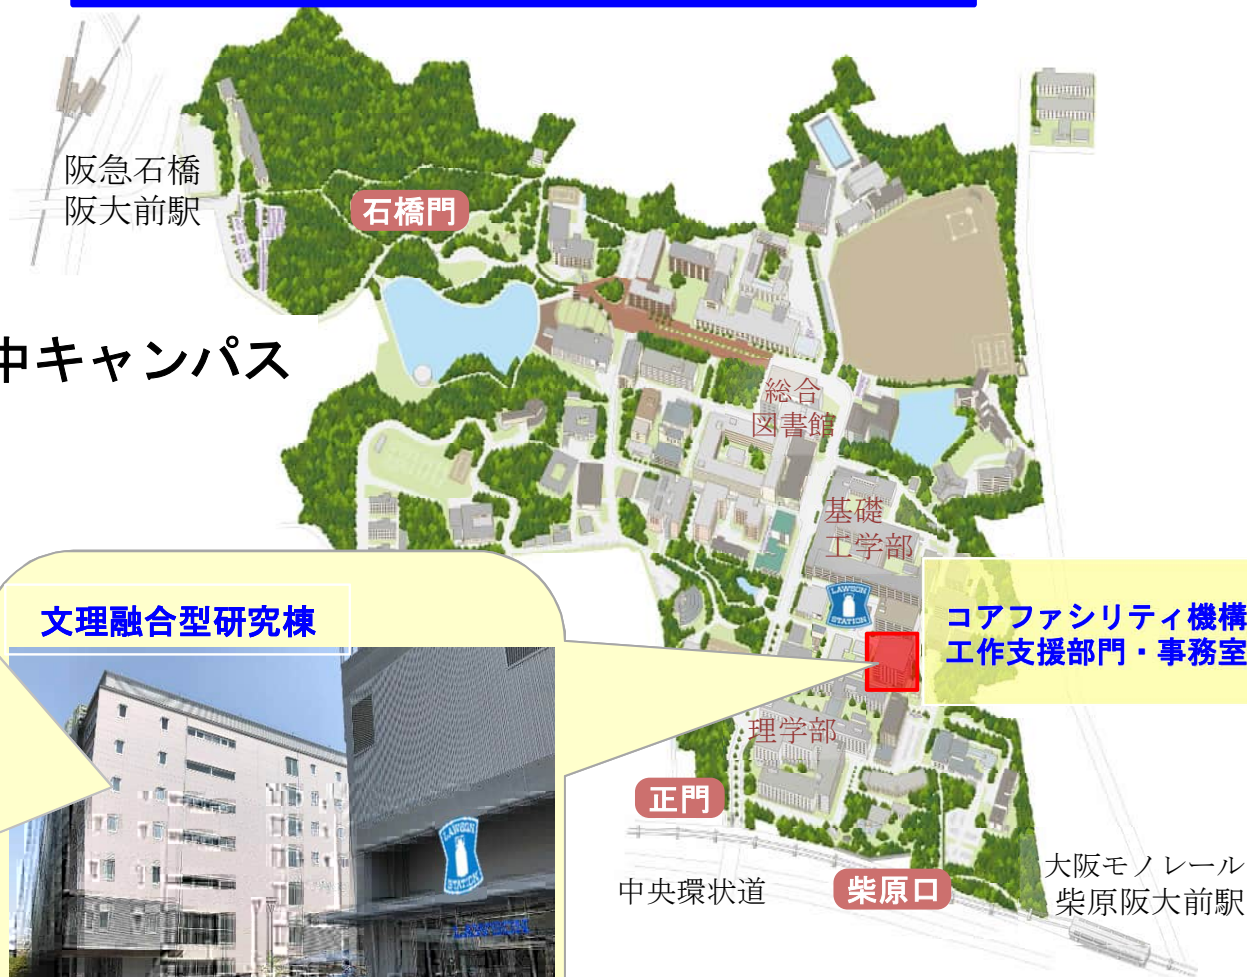 阪急石橋
阪大前駅
石橋門
中キャンパス
総合
図書館
基礎
工学部
LAWSON
STATION
文理融合型研究棟
コアファシリティ機構
工作支援部門・事務室
理学部
LAWSON
STATION
LAWSON
正門
中央環状道
柴原口
大阪モノレール
柴原阪大前駅